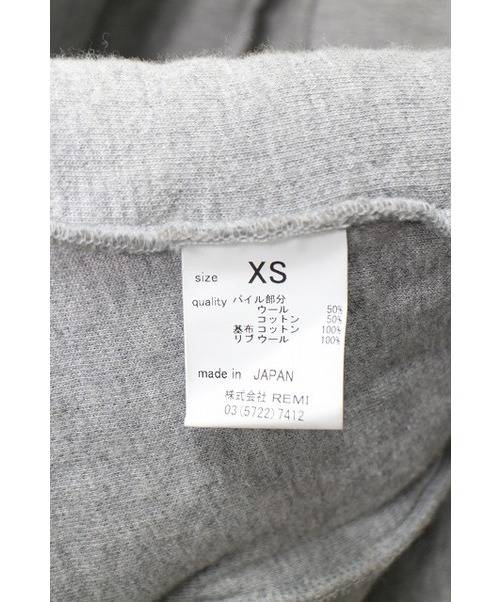 size XS
quality パイル部分
ウール 50%
コットン 50%
基布 コットン 100%
リブ ウール 100%
made in JAPAN
株式会社 REMI
03(5722)7412